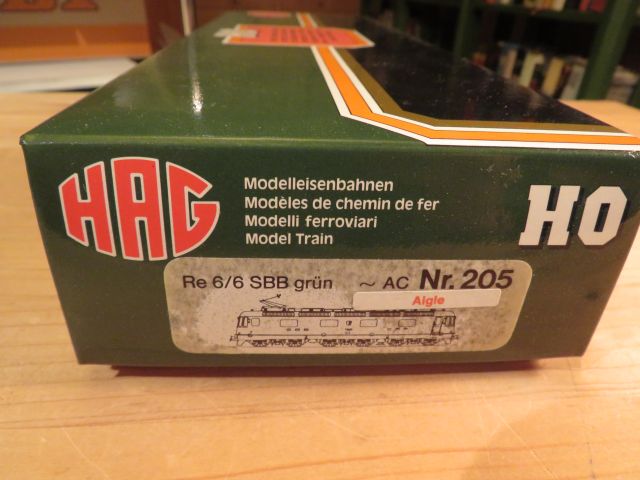 HAG
Modelleisenbahnen
Modèles de chemin de fer
Modelli ferroviari
Model Train
HO
Re 6/6 SBB grün ~ AC Nr. 205
Aigle